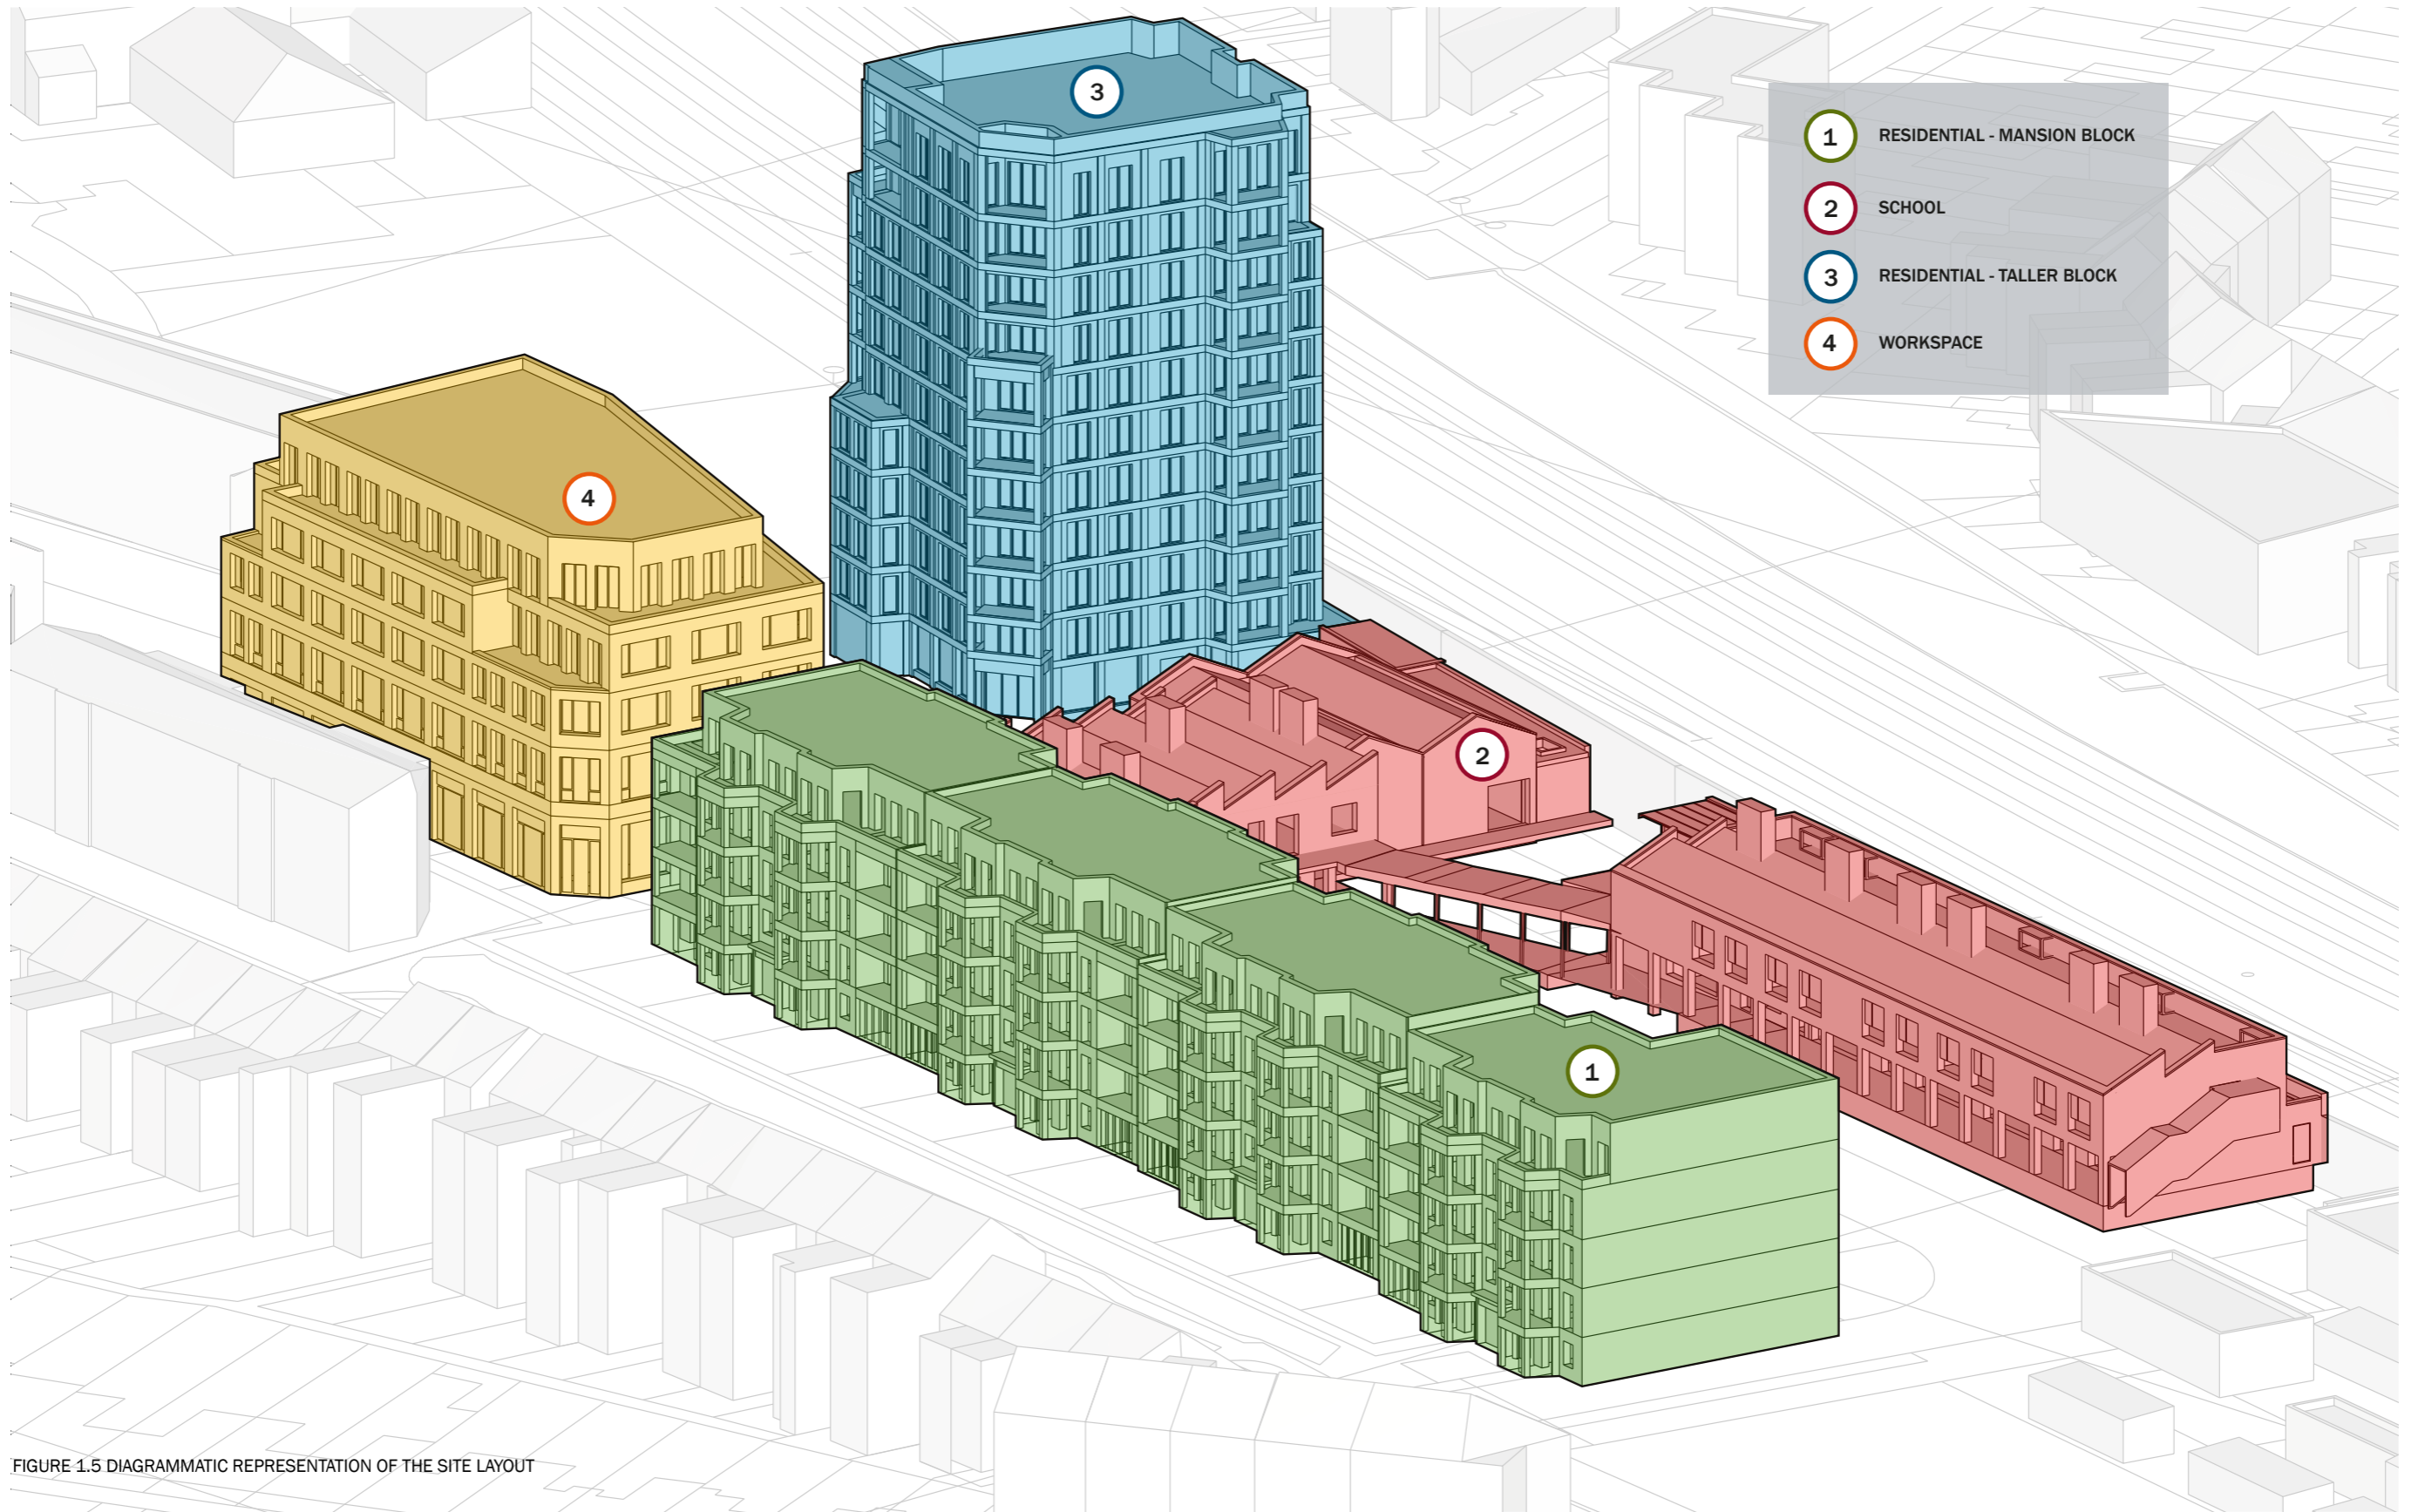 3
1 RESIDENTIAL - MANSION BLOCK
2 SCHOOL
3 RESIDENTIAL - TALLER BLOCK
4 WORKSPACE
4
2
1
FIGURE 1.5 DIAGRAMMATIC REPRESENTATION OF THE SITE LAYOUT